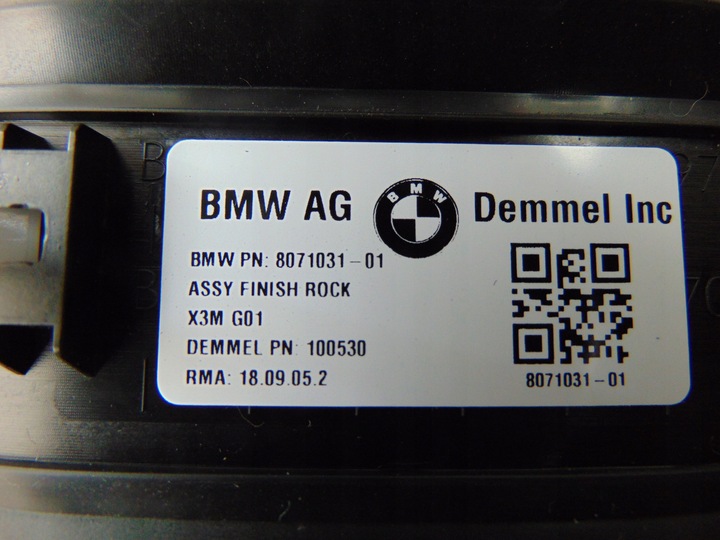 BMW AG BMW Demmel Inc
BMW PN: 8071031-01
ASSY FINISH ROCK
X3M G01
DEMMEL PN: 100530
RMA: 18.09.05.2
8071031-01